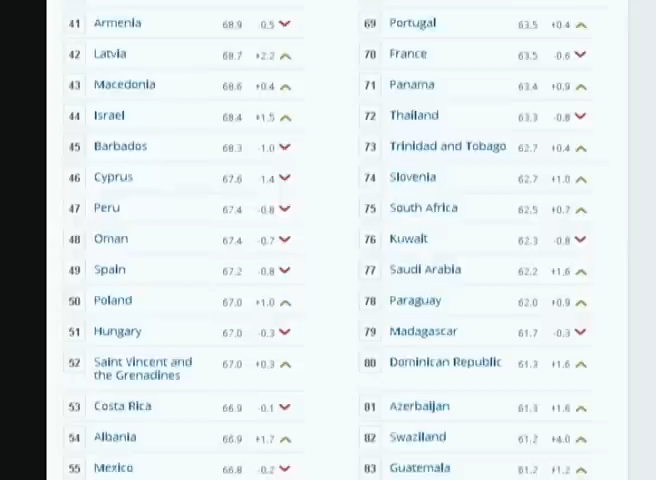 41 Armenia 68.9 -0.5
42 Latvia 68.7 +2.2
43 Macedonia 68.6 +0.4
44 Israel 68.4 +1.5
45 Barbados 68.3 -1.0
46 Cyprus 67.6 1.4
47 Peru 67.4 -0.8
48 Oman 67.4 -0.7
49 Spain 67.2 -0.8
50 Poland 67.0 +1.0
51 Hungary 67.0 -0.3
52 Saint Vincent and the Grenadines 67.0 +0.3
53 Costa Rica 66.9 -0.1
54 Albania 66.9 +1.7
55 Mexico 66.8 -0.2
69 Portugal 63.5 +0.4
70 France 63.5 -0.6
71 Panama 63.4 +0.9
72 Thailand 63.3 -0.8
73 Trinidad and Tobago 62.7 +0.4
74 Slovenia 62.7 +1.0
75 South Africa 62.5 +0.7
76 Kuwait 62.3 -0.8
77 Saudi Arabia 62.2 +1.6
78 Paraguay 62.0 +0.9
79 Madagascar 61.7 -0.3
80 Dominican Republic 61.3 +1.6
81 Azerbaijan 61.3 +1.6
82 Swaziland 61.2 +4.0
83 Guatemala 61.2 +1.2